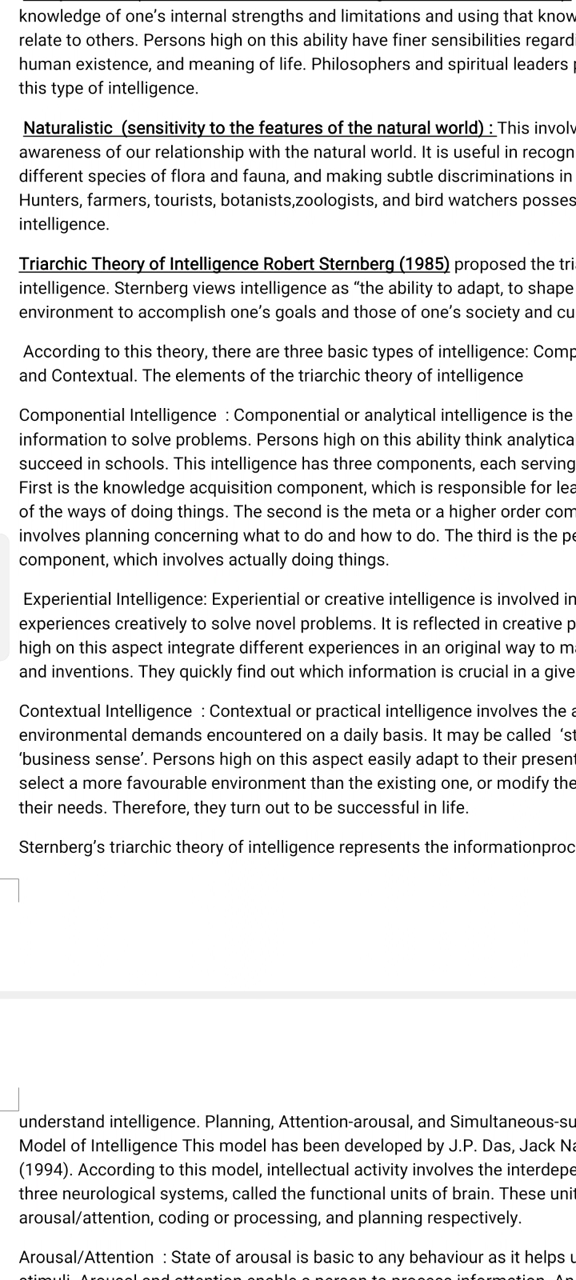 knowledge of one's internal strengths and limitations and using that know
relate to others. Persons high on this ability have finer sensibilities regardi
human existence, and meaning of life. Philosophers and spiritual leaders
this type of intelligence.
Naturalistic (sensitivity to the features of the natural world) : This involv
awareness of our relationship with the natural world. It is useful in recogn
different species of flora and fauna, and making subtle discriminations in
Hunters, farmers, tourists, botanists,zoologists, and bird watchers posses
intelligence.
Triarchic Theory of Intelligence Robert Sternberg (1985) proposed the tri
intelligence. Sternberg views intelligence as “the ability to adapt, to shape
environment to accomplish one's goals and those of one's society and cu
According to this theory, there are three basic types of intelligence: Comp
and Contextual. The elements of the triarchic theory of intelligence
Componential Intelligence : Componential or analytical intelligence is the
information to solve problems. Persons high on this ability think analytica
succeed in schools. This intelligence has three components, each serving
First is the knowledge acquisition component, which is responsible for lea
of the ways of doing things. The second is the meta or a higher order com
involves planning concerning what to do and how to do. The third is the pe
component, which involves actually doing things.
Experiential Intelligence: Experiential or creative intelligence is involved in
experiences creatively to solve novel problems. It is reflected in creative p
high on this aspect integrate different experiences in an original way to ma
and inventions. They quickly find out which information is crucial in a give
Contextual Intelligence : Contextual or practical intelligence involves the a
environmental demands encountered on a daily basis. It may be called ‘st
‘business sense’. Persons high on this aspect easily adapt to their present
select a more favourable environment than the existing one, or modify the
their needs. Therefore, they turn out to be successful in life.
Sternberg's triarchic theory of intelligence represents the informationproc
understand intelligence. Planning, Attention-arousal, and Simultaneous-su
Model of Intelligence This model has been developed by J.P. Das, Jack Na
(1994). According to this model, intellectual activity involves the interdepe
three neurological systems, called the functional units of brain. These unit
arousal/attention, coding or processing, and planning respectively.
Arousal/Attention : State of arousal is basic to any behaviour as it helps u